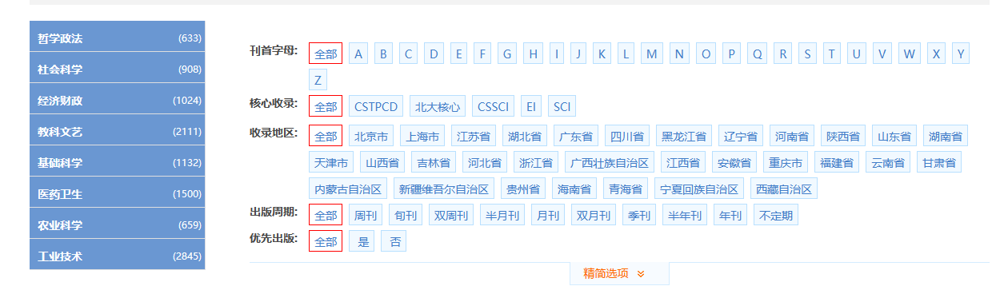 哲学政法 (633)
社会科学 (908)
经济财政 (1024)
教科文艺 (2111)
基础科学 (1132)
医药卫生 (1500)
农业科学 (659)
工业技术 (2845)
刊首字母: 全部 A B C D E F G H I J K L M N O P Q R S T U V W X Y
Z
核心收录: 全部 CSTPCD 北大核心 CSSCI EI SCI
收录地区: 全部 北京市 上海市 江苏省 湖北省 广东省 四川省 黑龙江省 辽宁省 河南省 陕西省 山东省 湖南省
天津市 山西省 吉林省 河北省 浙江省 广西壮族自治区 江西省 安徽省 重庆市 福建省 云南省 甘肃省
内蒙古自治区 新疆维吾尔自治区 贵州省 海南省 青海省 宁夏回族自治区 西藏自治区
出版周期: 全部 周刊 旬刊 双周刊 半月刊 月刊 双月刊 季刊 半年刊 年刊 不定期
优先出版: 全部 是 否
精简选项